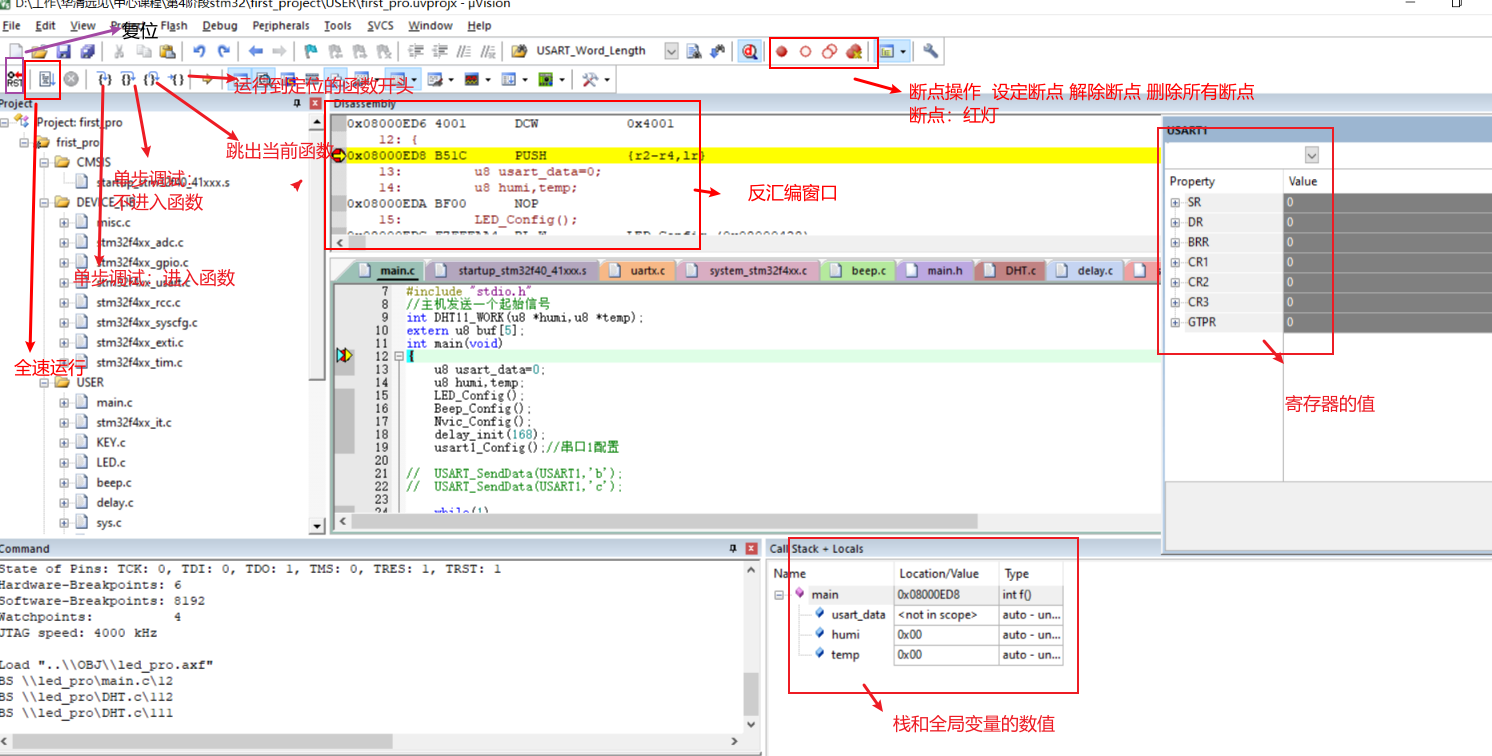 D:\工作\华清远见\中心课程\第4阶段stm32\first_project\USER\first_pro.uvprojx - µVision
File Edit View Flash Debug Peripherals Tools SVCS Window Help
复位
USART_Word_Length
RST
运行到定位的函数开头
断点操作 设定断点 解除断点 删除所有断点
断点：红灯
Project
Project: first_pro
frist_pro
CMSIS
startup_stm32f40_41xxx.s
misc.c
stm32f4xx_adc.c
stm32f4xx_gpio.c
stm32f4xx_usart.c
stm32f4xx_rcc.c
stm32f4xx_syscfg.c
stm32f4xx_exti.c
stm32f4xx_tim.c
USER
main.c
stm32f4xx_it.c
KEY.c
LED.c
beep.c
delay.c
sys.c
跳出当前函数
单步调试：
不进入函数
单步调试：进入函数
全速运行
Disassembly
0x08000ED6 4001 DCW 0x4001
12: {
0x08000ED8 B51C PUSH {r2-r4,lr}
13: u8 usart_data=0;
14: u8 humi,temp;
0x08000EDA BF00 NOP
15: LED_Config();
反汇编窗口
main.c startup_stm32f40_41xxx.s uartx.c system_stm32f4xx.c beep.c main.h DHT.c delay.c
7 #include "stdio.h"
8 //主机发送一个起始信号
9 int DHT11_WORK(u8 *humi,u8 *temp);
10 extern u8 buf[5];
11 int main(void)
12 {
13 u8 usart_data=0;
14 u8 humi,temp;
15 LED_Config();
16 Beep_Config();
17 Nvic_Config();
18 delay_init(168);
19 usart1_Config();//串口1配置
20
21 // USART_SendData(USART1,'b');
22 // USART_SendData(USART1,'c');
23
24 while(1)
USART1
Property Value
SR 0
DR 0
BRR 0
CR1 0
CR2 0
CR3 0
GTPR 0
寄存器的值
Command
State of Pins: TCK: 0, TDI: 0, TDO: 1, TMS: 0, TRES: 1, TRST: 1
Hardware-Breakpoints: 6
Software-Breakpoints: 8192
Watchpoints: 4
JTAG speed: 4000 kHz
Load "..\\OBJ\\led_pro.axf"
BS \\led_pro\main.c\12
BS \\led_pro\DHT.c\112
BS \\led_pro\DHT.c\111
Call Stack + Locals
Name Location/Value Type
main 0x08000ED8 int f()
usart_data <not in scope> auto - un...
humi 0x00 auto - un...
temp 0x00 auto - un...
栈和全局变量的数值